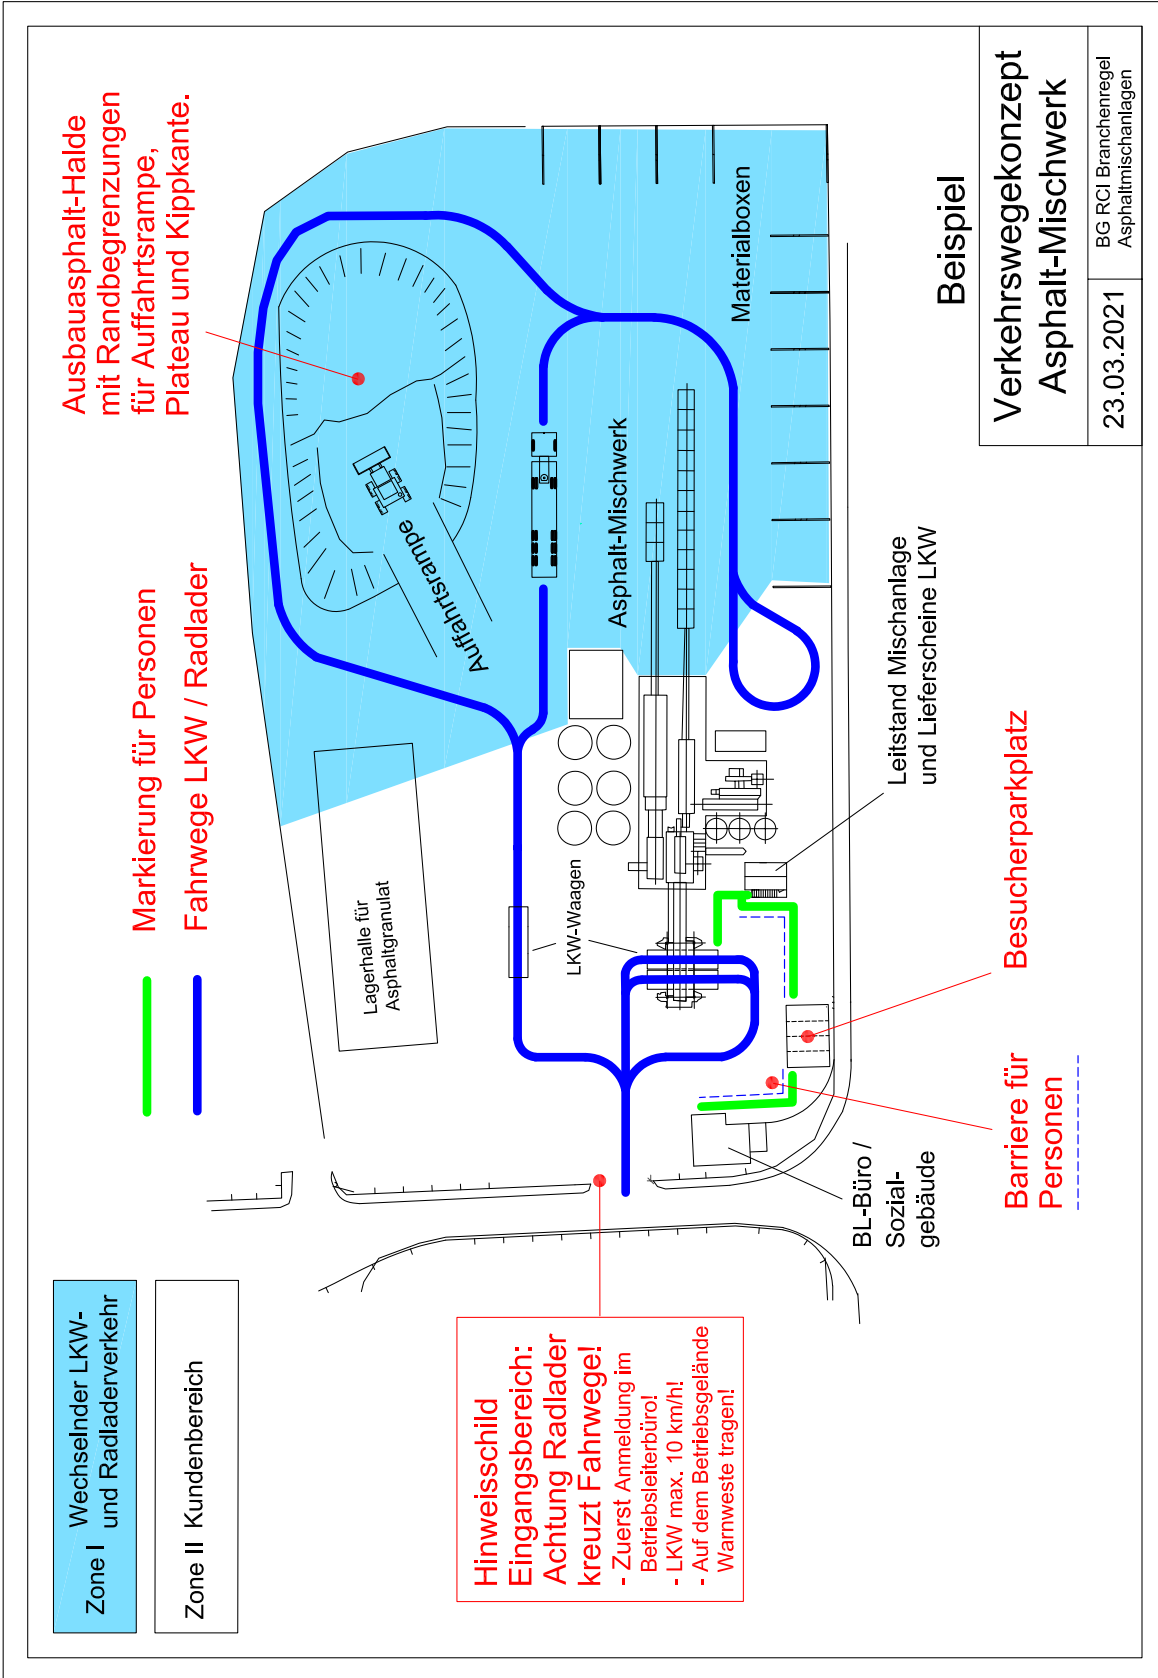 Zone I Wechselnder LKW-
und Radladerverkehr
Zone II Kundenbereich
Markierung für Personen
Fahrwege LKW / Radlader
Ausbauasphalt-Halde
mit Randbegrenzungen
für Auffahrtsrampe,
Plateau und Kippkante.
Lagerhalle für
Asphaltgranulat
Auffahrtsrampe
LKW-Waagen
Asphalt-Mischwerk
Materialboxen
Hinweisschild
Eingangsbereich:
Achtung Radlader
kreuzt Fahrwege!
- Zuerst Anmeldung im
Betriebsleiterbüro!
- LKW max. 10 km/h!
- Auf dem Betriebsgelände
Warnweste tragen!
BL-Büro /
Sozial-
gebäude
Leitstand Mischanlage
und Lieferscheine LKW
Besucherparkplatz
Barriere für
Personen
Beispiel
Verkehrswegekonzept
Asphalt-Mischwerk
23.03.2021
BG RCI Branchenregel
Asphaltmischanlagen